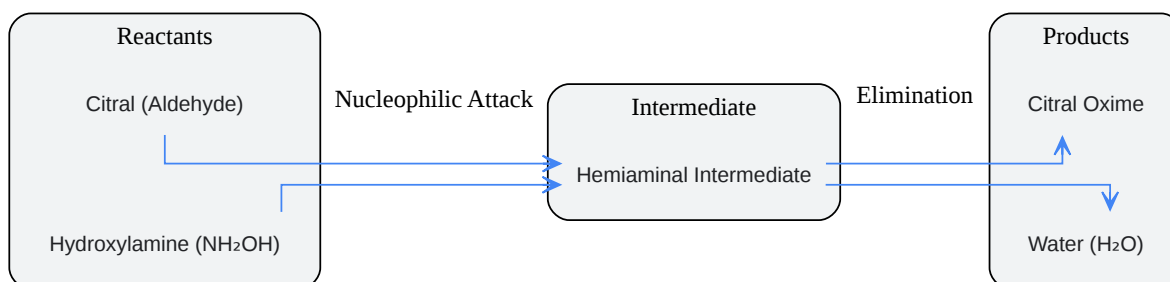 Reactants
Citral (Aldehyde)
Hydroxylamine (NH₂OH)
Nucleophilic Attack
Intermediate
Hemiaminal Intermediate
Elimination
Products
Citral Oxime
Water (H₂O)